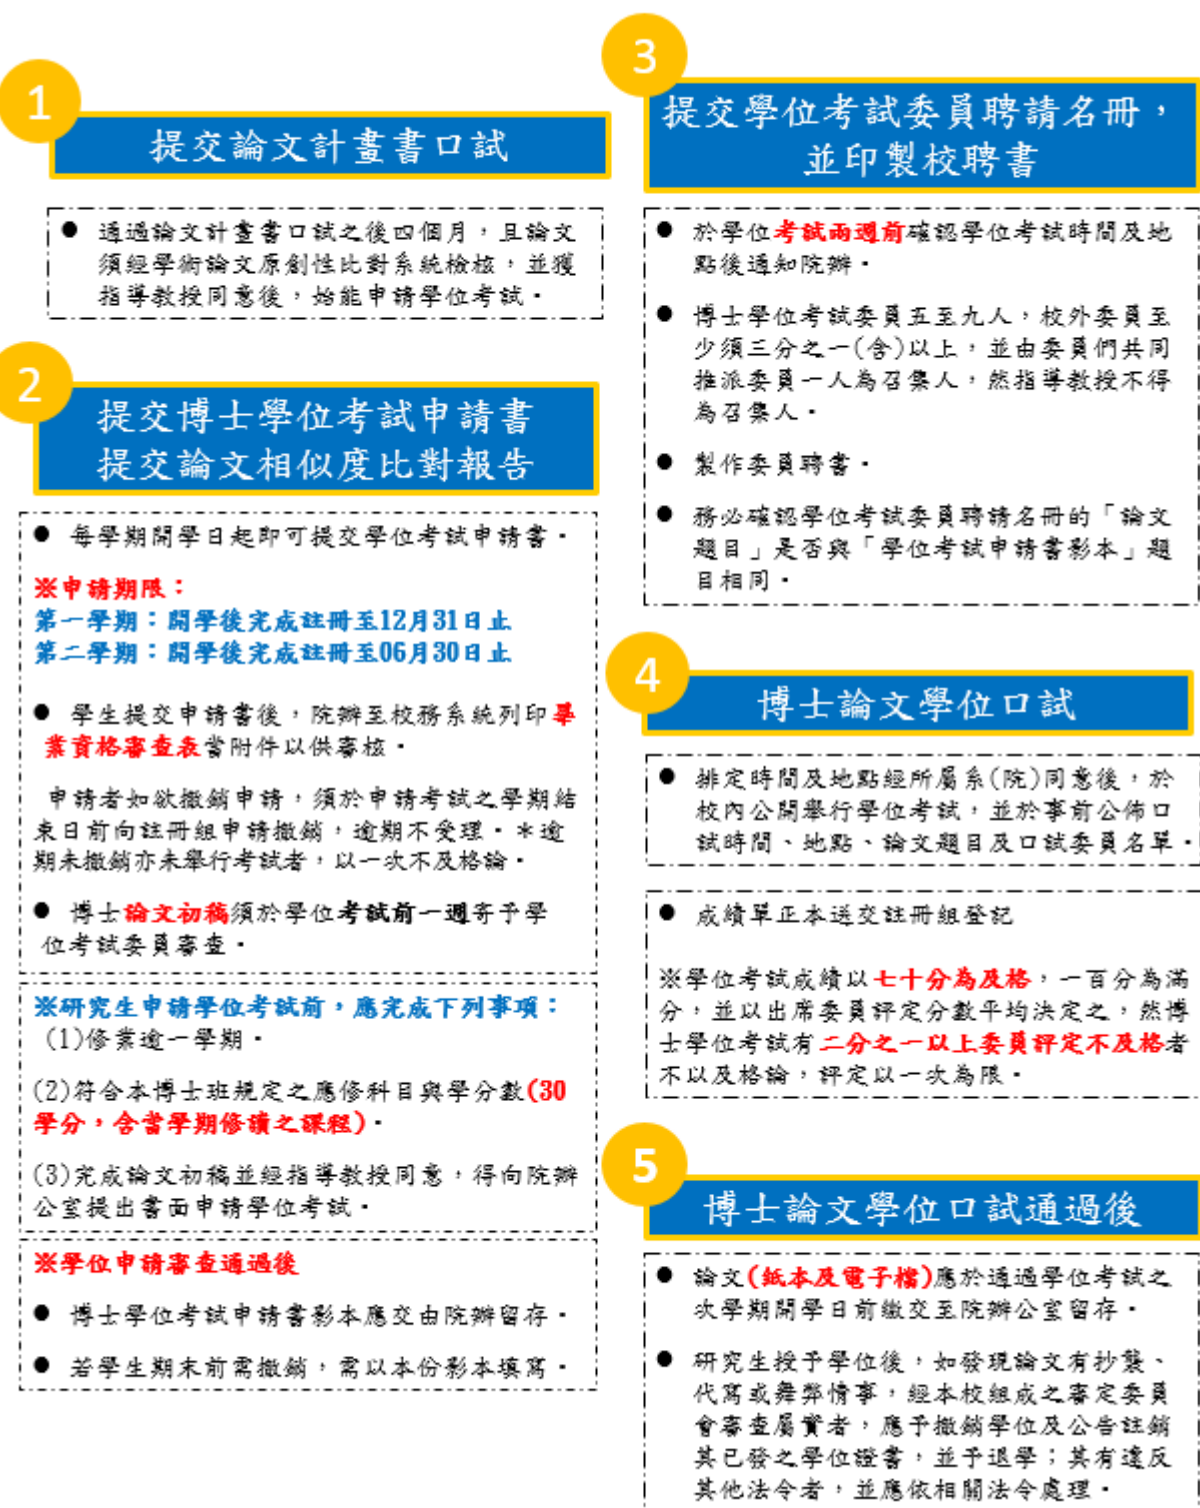 1
提交論文計畫書口試
● 通過論文計畫書口試之後四個月，且論文
須經學術論文原創性比對系統檢核，並獲
指導教授同意後，始能申請學位考試。
2
提交博士學位考試申請書
提交論文相似度比對報告
● 每學期開學日起即可提交學位考試申請書。
※申請期限：
第一學期：開學後完成註冊至12月31日止
第二學期：開學後完成註冊至06月30日止
● 學生提交申請書後，院辦至校務系統列印畢
業資格審查表當附件以供審核。
申請者如欲撤銷申請，須於申請考試之學期結
束日前向註冊組申請撤銷，逾期不受理。＊逾
期未撤銷亦未舉行考試者，以一次不及格論。
● 博士論文初稿須於學位考試前一週寄予學
位考試委員審查。
※研究生申請學位考試前，應完成下列事項：
(1)修業逾一學期。
(2)符合本博士班規定之應修科目與學分數(30
學分，含當學期修讀之課程)。
(3)完成論文初稿並經指導教授同意，得向院辦
公室提出書面申請學位考試。
※學位申請審查通過後
● 博士學位考試申請書影本應交由院辦留存。
● 若學生期末前需撤銷，需以本份影本填寫。
3
提交學位考試委員聘請名冊，
並印製校聘書
● 於學位考試兩週前確認學位考試時間及地
點後通知院辦。
● 博士學位考試委員五至九人，校外委員至
少須三分之一(含)以上，並由委員們共同
推派委員一人為召集人，然指導教授不得
為召集人。
● 製作委員聘書。
● 務必確認學位考試委員聘請名冊的「論文
題目」是否與「學位考試申請書影本」題
目相同。
4
博士論文學位口試
● 排定時間及地點經所屬系(院)同意後，於
校內公開舉行學位考試，並於事前公佈口
試時間、地點、論文題目及口試委員名單。
● 成績單正本送交註冊組登記
※學位考試成績以七十分為及格，一百分為滿
分，並以出席委員評定分數平均決定之，然博
士學位考試有二分之一以上委員評定不及格者
不以及格論，評定以一次為限。
5
博士論文學位口試通過後
● 論文(紙本及電子檔)應於通過學位考試之
次學期開學日前繳交至院辦公室留存。
● 研究生授予學位後，如發現論文有抄襲、
代寫或舞弊情事，經本校組成之審定委員
會審查屬實者，應予撤銷學位及公告註銷
其已發之學位證書，並予退學；其有違反
其他法令者，並應依相關法令處理。